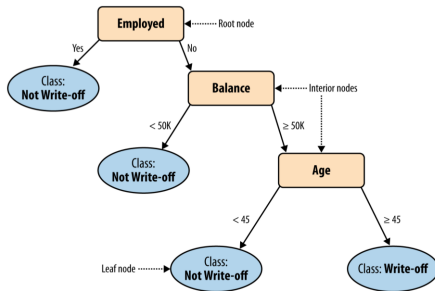 Employed
Root node
Yes
No
Class:
Not Write-off
Balance
Interior nodes
< 50K
≥ 50K
Class:
Not Write-off
Age
< 45
≥ 45
Leaf node
Class:
Not Write-off
Class: Write-off